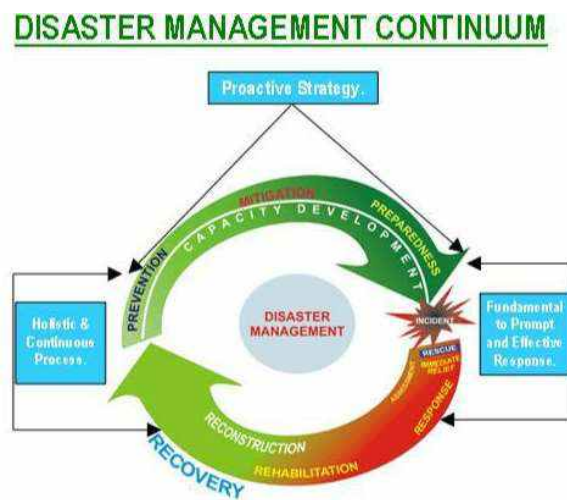 DISASTER MANAGEMENT CONTINUUM
Proactive Strategy.
MITIGATION
CAPACITY DEVELOPMENT
PREPAREDNESS
PREVENTION
Holistic &
Continuous
Process.
DISASTER
MANAGEMENT
INCIDENT
Fundamental
to Prompt
and Effective
Response.
RESCUE
IMMEDIATE
RELIEF
ASSESSMENT
RESPONSE
RECONSTRUCTION
REHABILITATION
RECOVERY